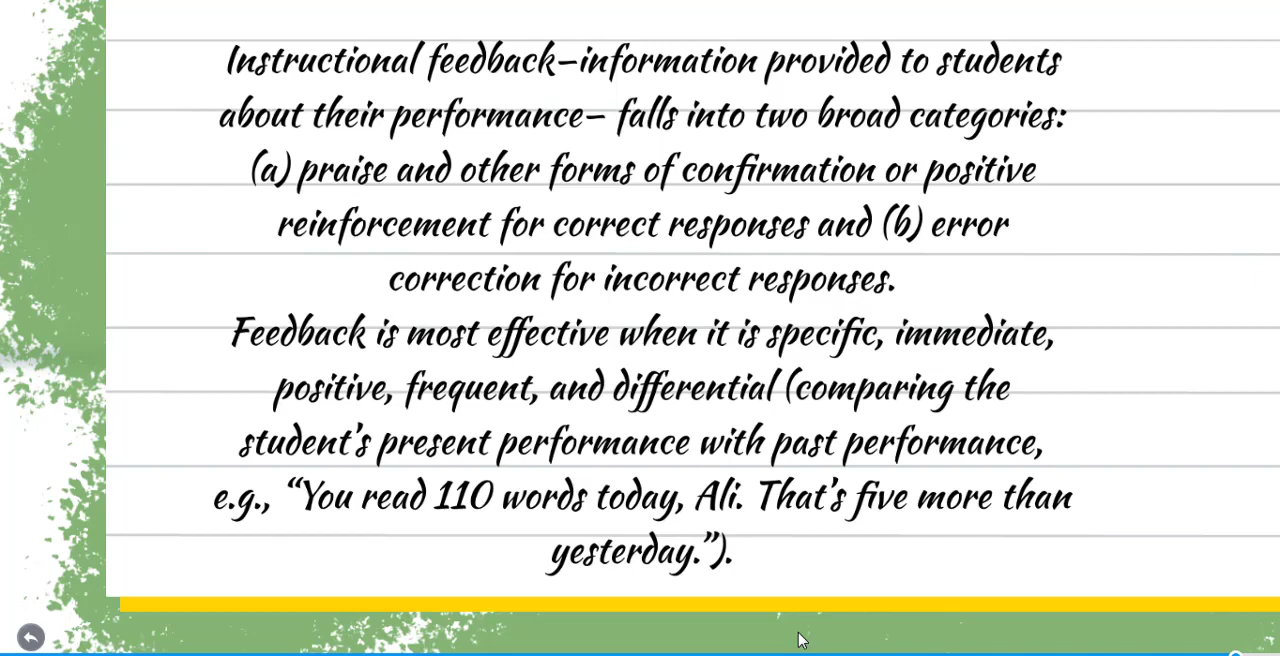 Instructional feedback–information provided to students
about their performance– falls into two broad categories:
(a) praise and other forms of confirmation or positive
reinforcement for correct responses and (b) error
correction for incorrect responses.
Feedback is most effective when it is specific, immediate,
positive, frequent, and differential (comparing the
student's present performance with past performance,
e.g., “You read 110 words today, Ali. That's five more than
yesterday.”).